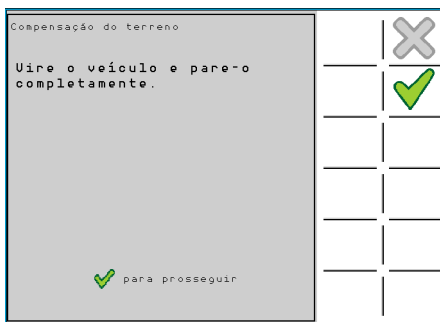 Compensação do terreno
Vire o veículo e pare-o
completamente.
para prosseguir